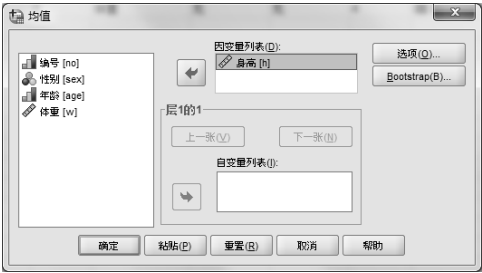 均值
编号 [no]
性别 [sex]
年龄 [age]
体重 [w]
因变量列表(D):
身高 [h]
层1的1
上一张(V)
下一张(N)
自变量列表(I):
选项(O)...
Bootstrap(B)...
确定
粘贴(P)
重置(R)
取消
帮助